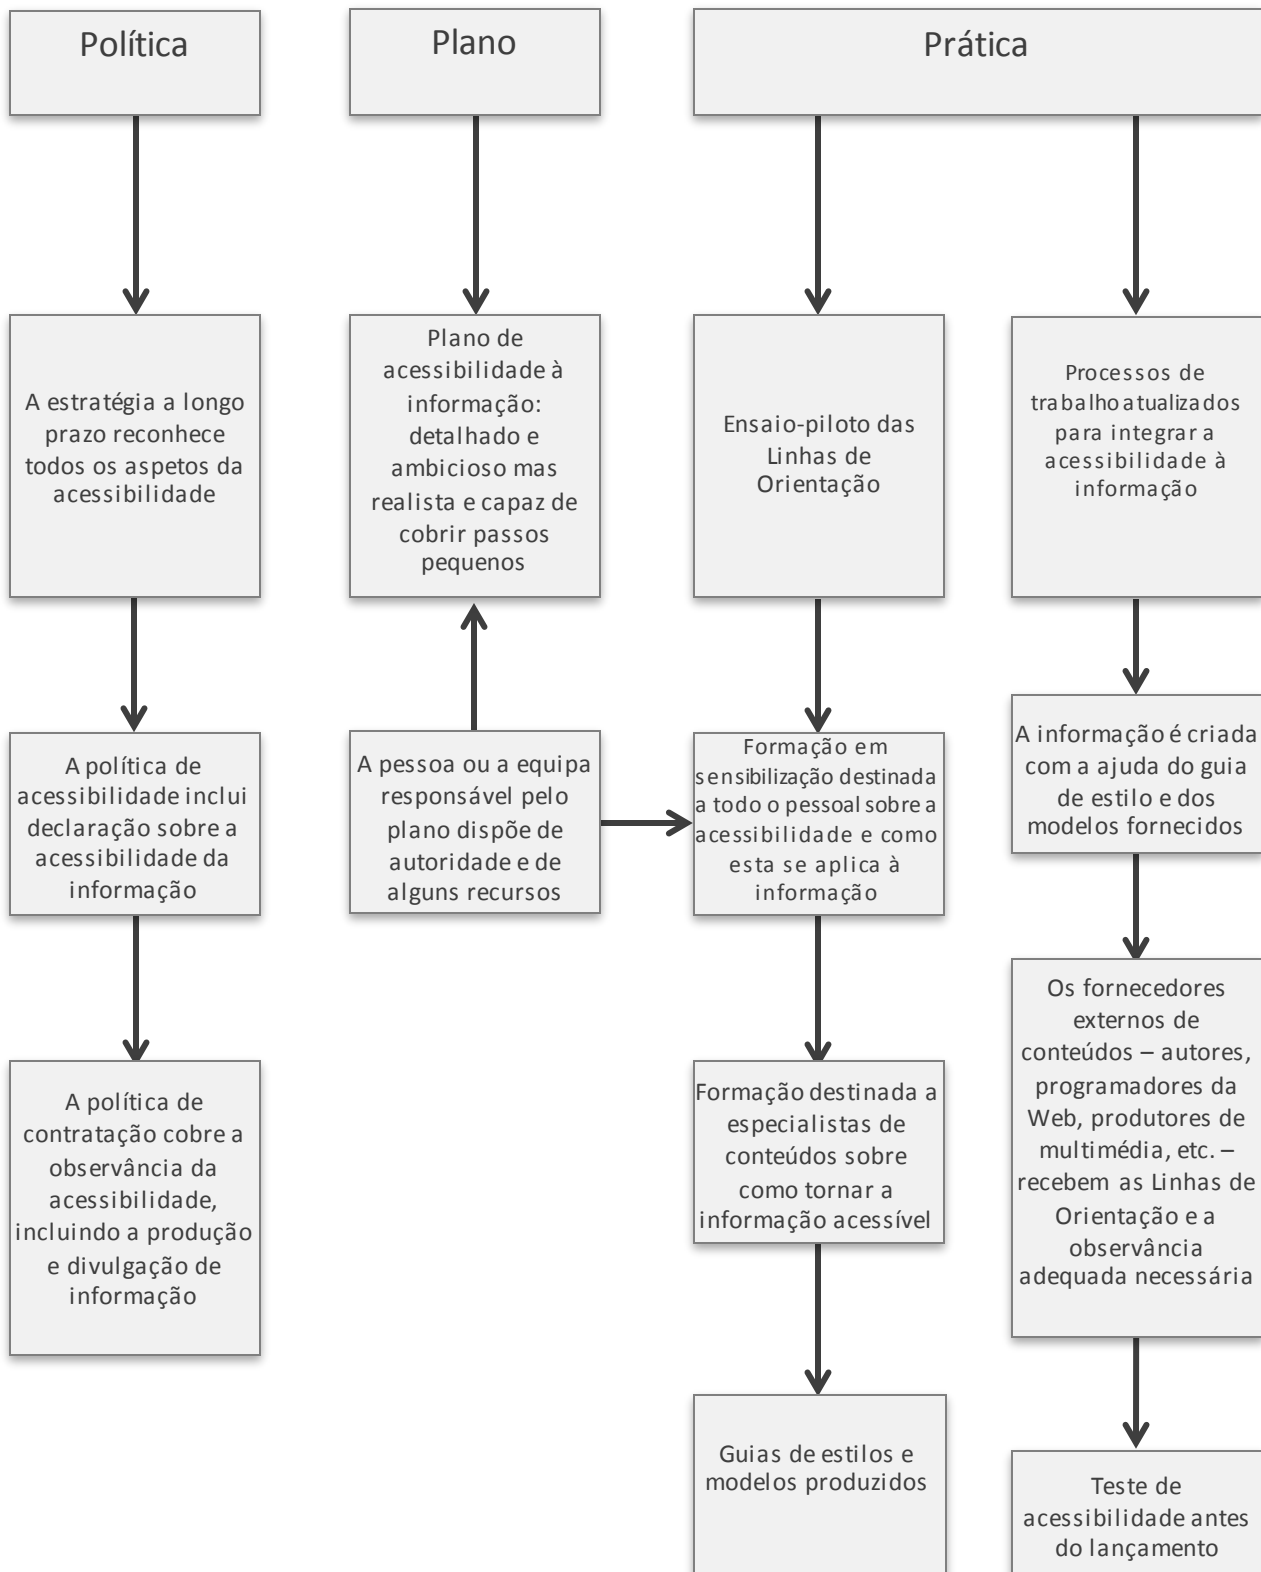 Política
Plano
Prática
A estratégia a longo
prazo reconhece
todos os aspetos da
acessibilidade
Plano de
acessibilidade à
informação:
detalhado e
ambicioso mas
realista e capaz de
cobrir passos
pequenos
Ensaio-piloto das
Linhas de
Orientação
Processos de
trabalho atualizados
para integrar a
acessibilidade à
informação
A política de
acessibilidade inclui
declaração sobre a
acessibilidade da
informação
A pessoa ou a equipa
responsável pelo
plano dispõe de
autoridade e de
alguns recursos
Formação em
sensibilização destinada
a todo o pessoal sobre a
acessibilidade e como
esta se aplica à
informação
A informação é criada
com a ajuda do guia
de estilo e dos
modelos fornecidos
A política de
contratação cobre a
observância da
acessibilidade,
incluindo a produção
e divulgação de
informação
Formação destinada a
especialistas de
conteúdos sobre
como tornar a
informação acessível
Os fornecedores
externos de
conteúdos – autores,
programadores da
Web, produtores de
multimédia, etc. –
recebem as Linhas de
Orientação e a
observância
adequada necessária
Guias de estilos e
modelos produzidos
Teste de
acessibilidade antes
do lançamento